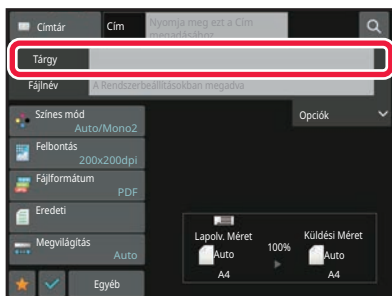 Címtár
Cím
Nyomja meg ezt a Cím
megadásához
Tárgy
Fájlnév
A Rendszerbeállításokban megadva
Színes mód
Auto/Mono2
Opciók
Felbontás
200x200dpi
Fájlformátum
PDF
Eredeti
Megvilágítás
Auto
Lapolv. Méret
Auto
A4
100%
Küldési Méret
Auto
A4
Egyéb